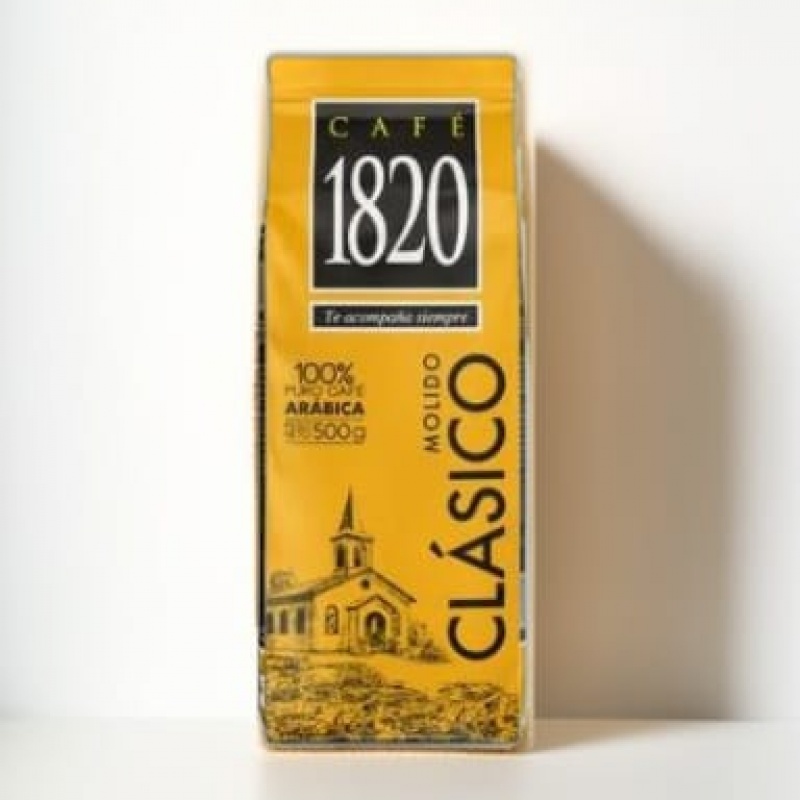 CAFÉ
1820
Te acompaña siempre
100%
PURO CAFÉ
ARÁBICA
500g
MOLIDO
CLÁSICO